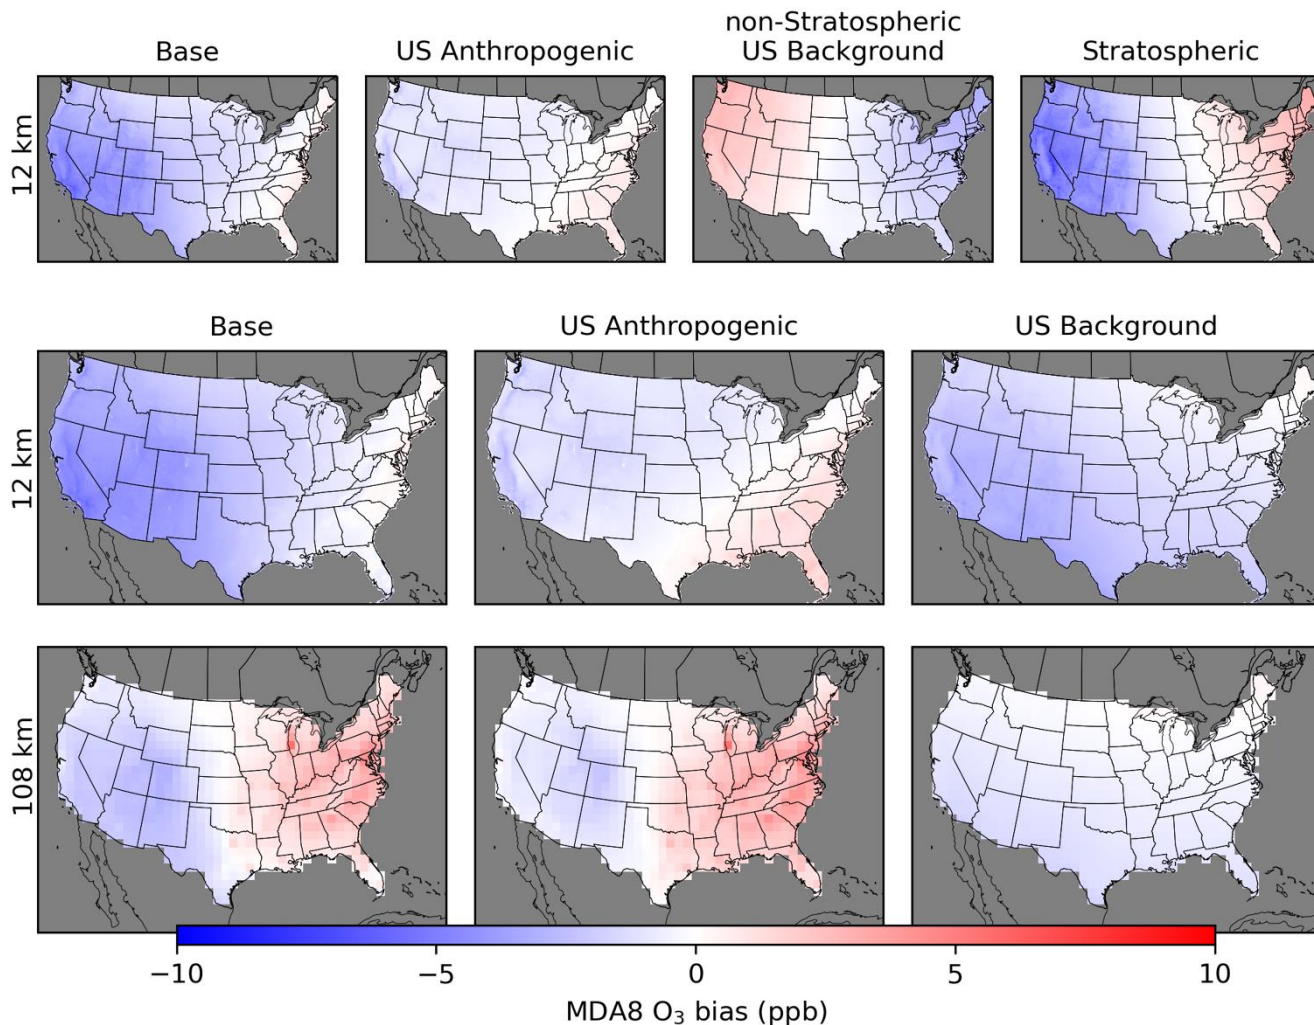 Base
US Anthropogenic
non-Stratospheric
US Background
Stratospheric
12 km
Base
US Anthropogenic
US Background
12 km
108 km
−10
−5
0
5
10
MDA8 O₃ bias (ppb)